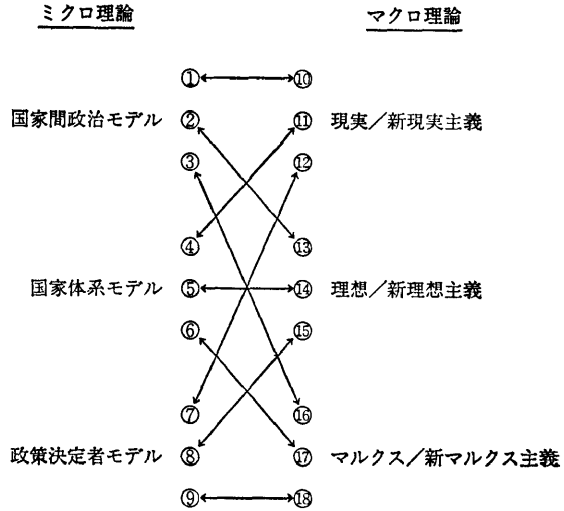 ミクロ理論 マクロ理論
① ⑩
国家間政治モデル ② ⑪ 現実/新現実主義
③ ⑫
④ ⑬
国家体系モデル ⑤ ⑭ 理想/新理想主義
⑥ ⑮
⑦ ⑯
政策決定者モデル ⑧ ⑰ マルクス/新マルクス主義
⑨ ⑱